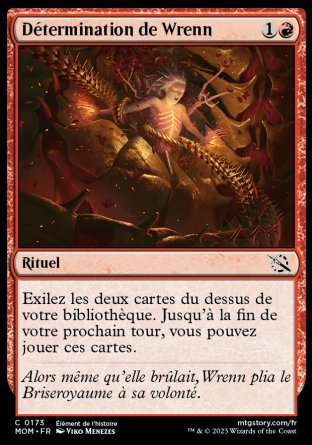 Détermination de Wrenn 1
Rituel
Exilez les deux cartes du dessus de
votre bibliothèque. Jusqu'à la fin de
votre prochain tour, vous pouvez
jouer ces cartes.
Alors même qu'elle brûlait, Wrenn plia le
Briseroyaume à sa volonté.
C 0173 Élément de l'histoire mtgstory.com/fr
MOM • FR Viko Menezes ™ & © 2023 Wizards of the Coast